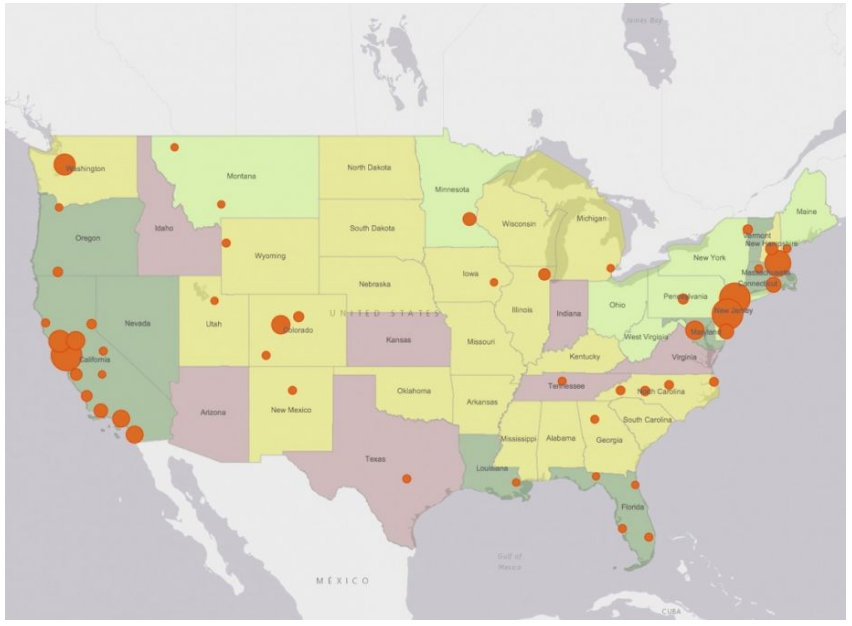 Hudson Bay
Washington
Montana
North Dakota
Minnesota
Maine
Oregon
Idaho
Wyoming
South Dakota
Wisconsin
Michigan
Vermont
New Hampshire
New York
Massachusetts
Connecticut
Nevada
Utah
Colorado
Nebraska
Iowa
Illinois
Indiana
Ohio
Pennsylvania
New Jersey
UNITED STATES
California
Kansas
Missouri
Kentucky
West Virginia
Maryland
Virginia
Arizona
New Mexico
Oklahoma
Arkansas
Tennessee
North Carolina
South Carolina
Texas
Louisiana
Mississippi
Alabama
Georgia
Florida
Gulf of
Mexico
MÉXICO
CUBA